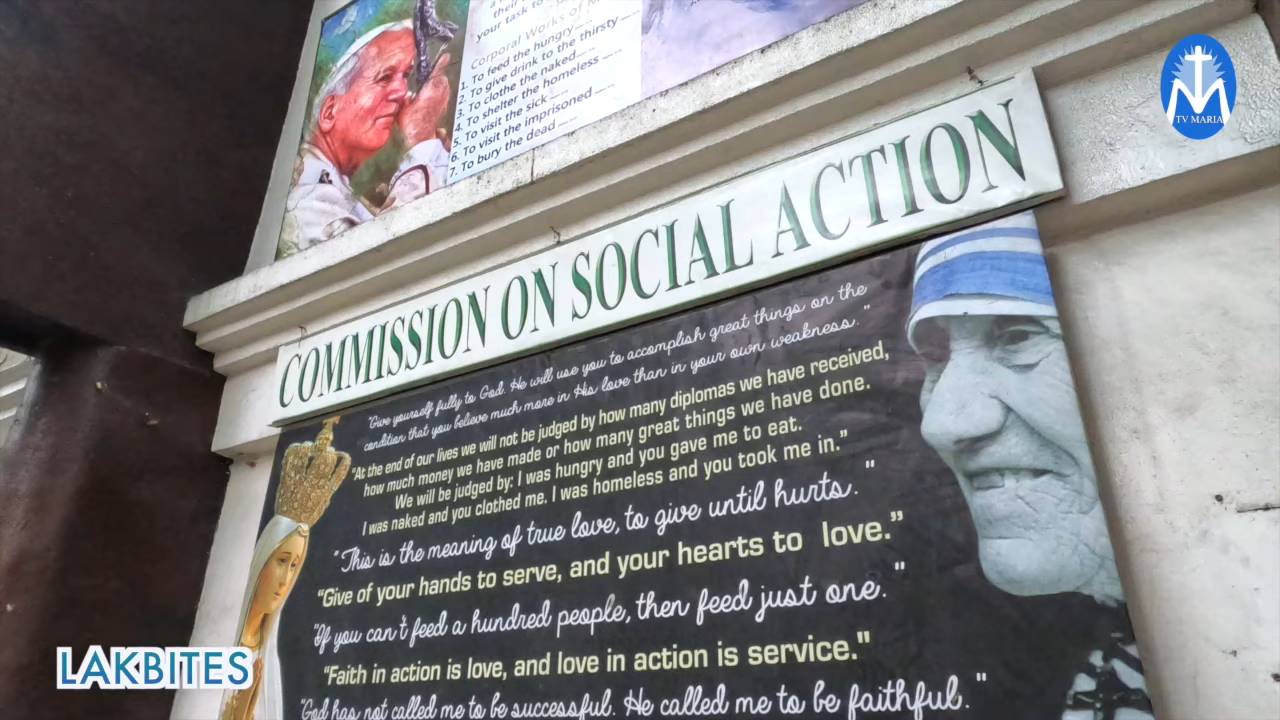 their
your task to
Corporal Works of
1. To feed the hungry
2. To give drink to the thirsty
3. To clothe the naked
4. To shelter the homeless
5. To visit the sick
6. To visit the imprisoned
7. To bury the dead
TV MARIA
COMMISSION ON SOCIAL ACTION
"Give yourself fully to God. He will use you to accomplish great things on the
condition that you believe much more in His love than in your own weakness."
"At the end of our lives we will not be judged by how many diplomas we have received,
how much money we have made or how many great things we have done.
We will be judged by: I was hungry and you gave me to eat.
I was naked and you clothed me. I was homeless and you took me in."
"This is the meaning of true love, to give until hurts."
"Give of your hands to serve, and your hearts to love."
"If you can't feed a hundred people, then feed just one."
"Faith in action is love, and love in action is service."
"God has not called me to be successful. He called me to be faithful."
LAKBITES